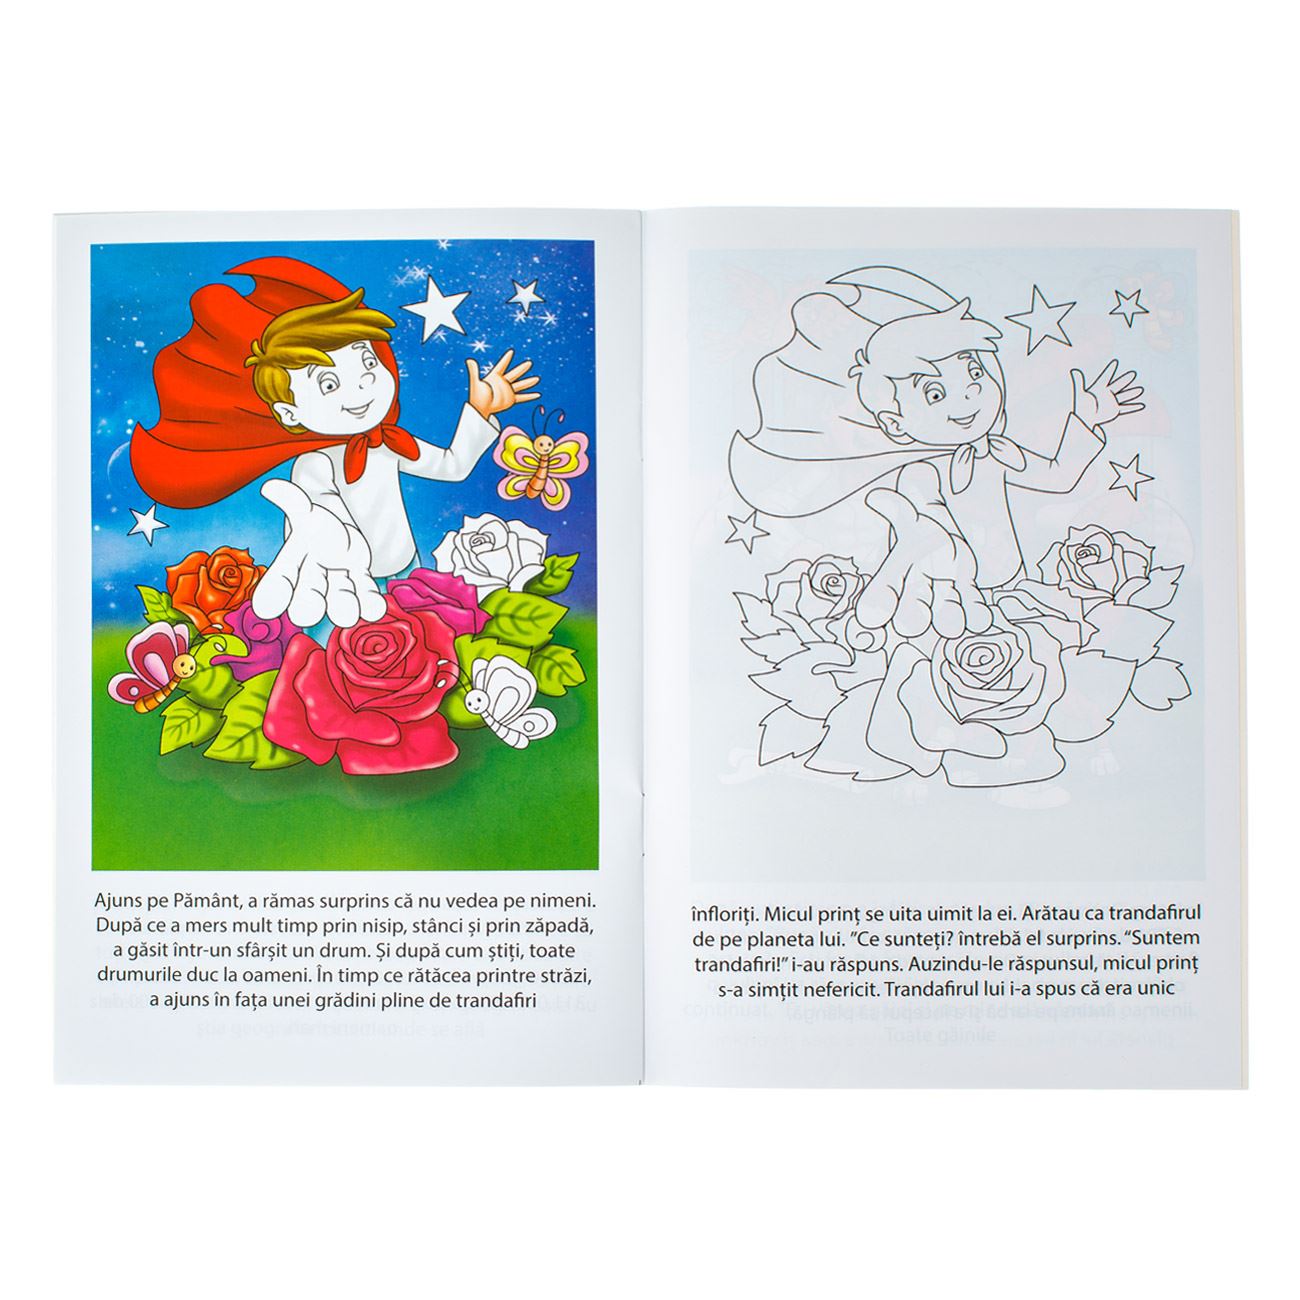 Ajuns pe Pământ, a rămas surprins că nu vedea pe nimeni.
După ce a mers mult timp prin nisip, stânci și prin zăpadă,
a găsit într-un sfârșit un drum. Și după cum știți, toate
drumurile duc la oameni. În timp ce rătăcea printre străzi,
a ajuns în fața unei grădini pline de trandafiri
înfloriți. Micul prinț se uita uimit la ei. Arătau ca trandafirul
de pe planeta lui. ”Ce sunteți? întrebă el surprins. “Suntem
trandafiri!” i-au răspuns. Auzindu-le răspunsul, micul prinț
s-a simțit nefericit. Trandafirul lui i-a spus că era unic
Toate găinile